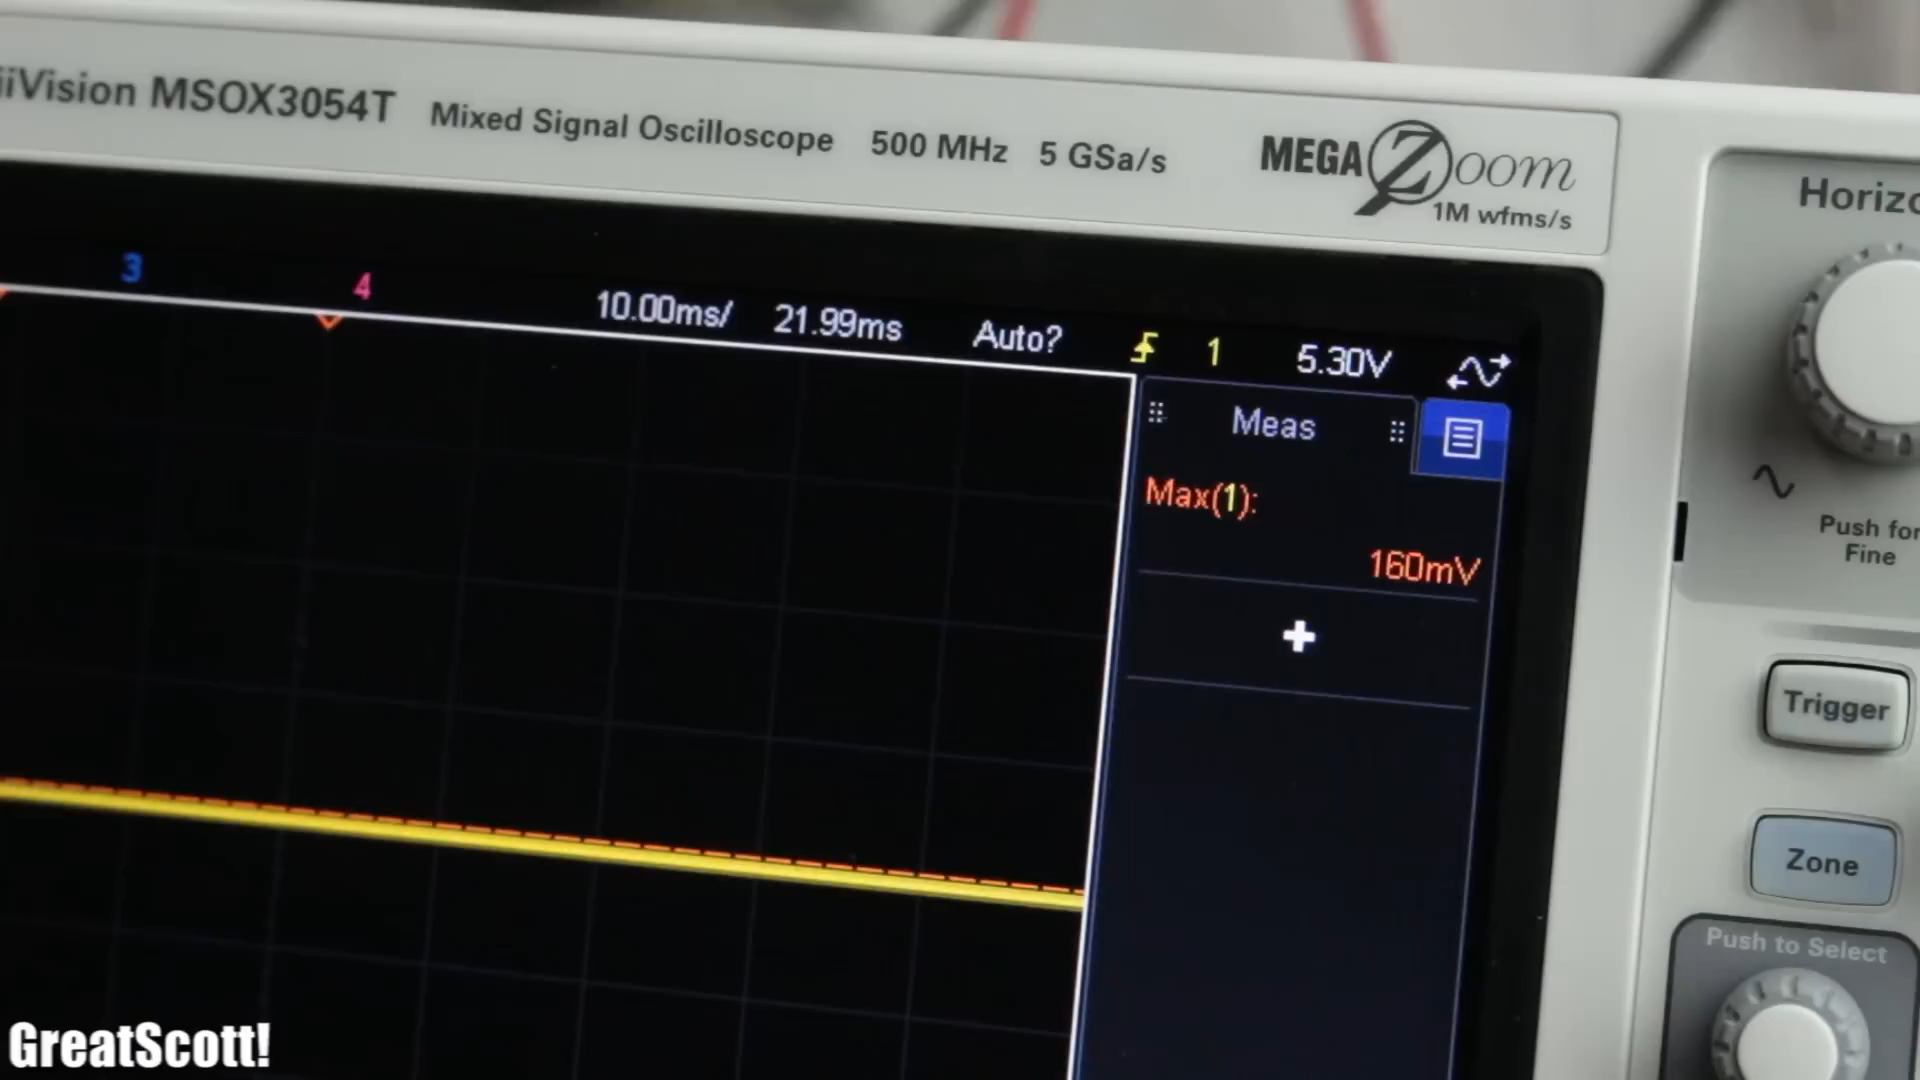 iiVision MSOX3054T Mixed Signal Oscilloscope 500 MHz 5 GSa/s
MEGA Zoom
1M wfms/s
Horizo
3 4 10.00ms/ 21.99ms Auto? 1 5.30V
Meas
Max(1):
160mV
Push for
Fine
Trigger
Zone
Push to Select
GreatScott!